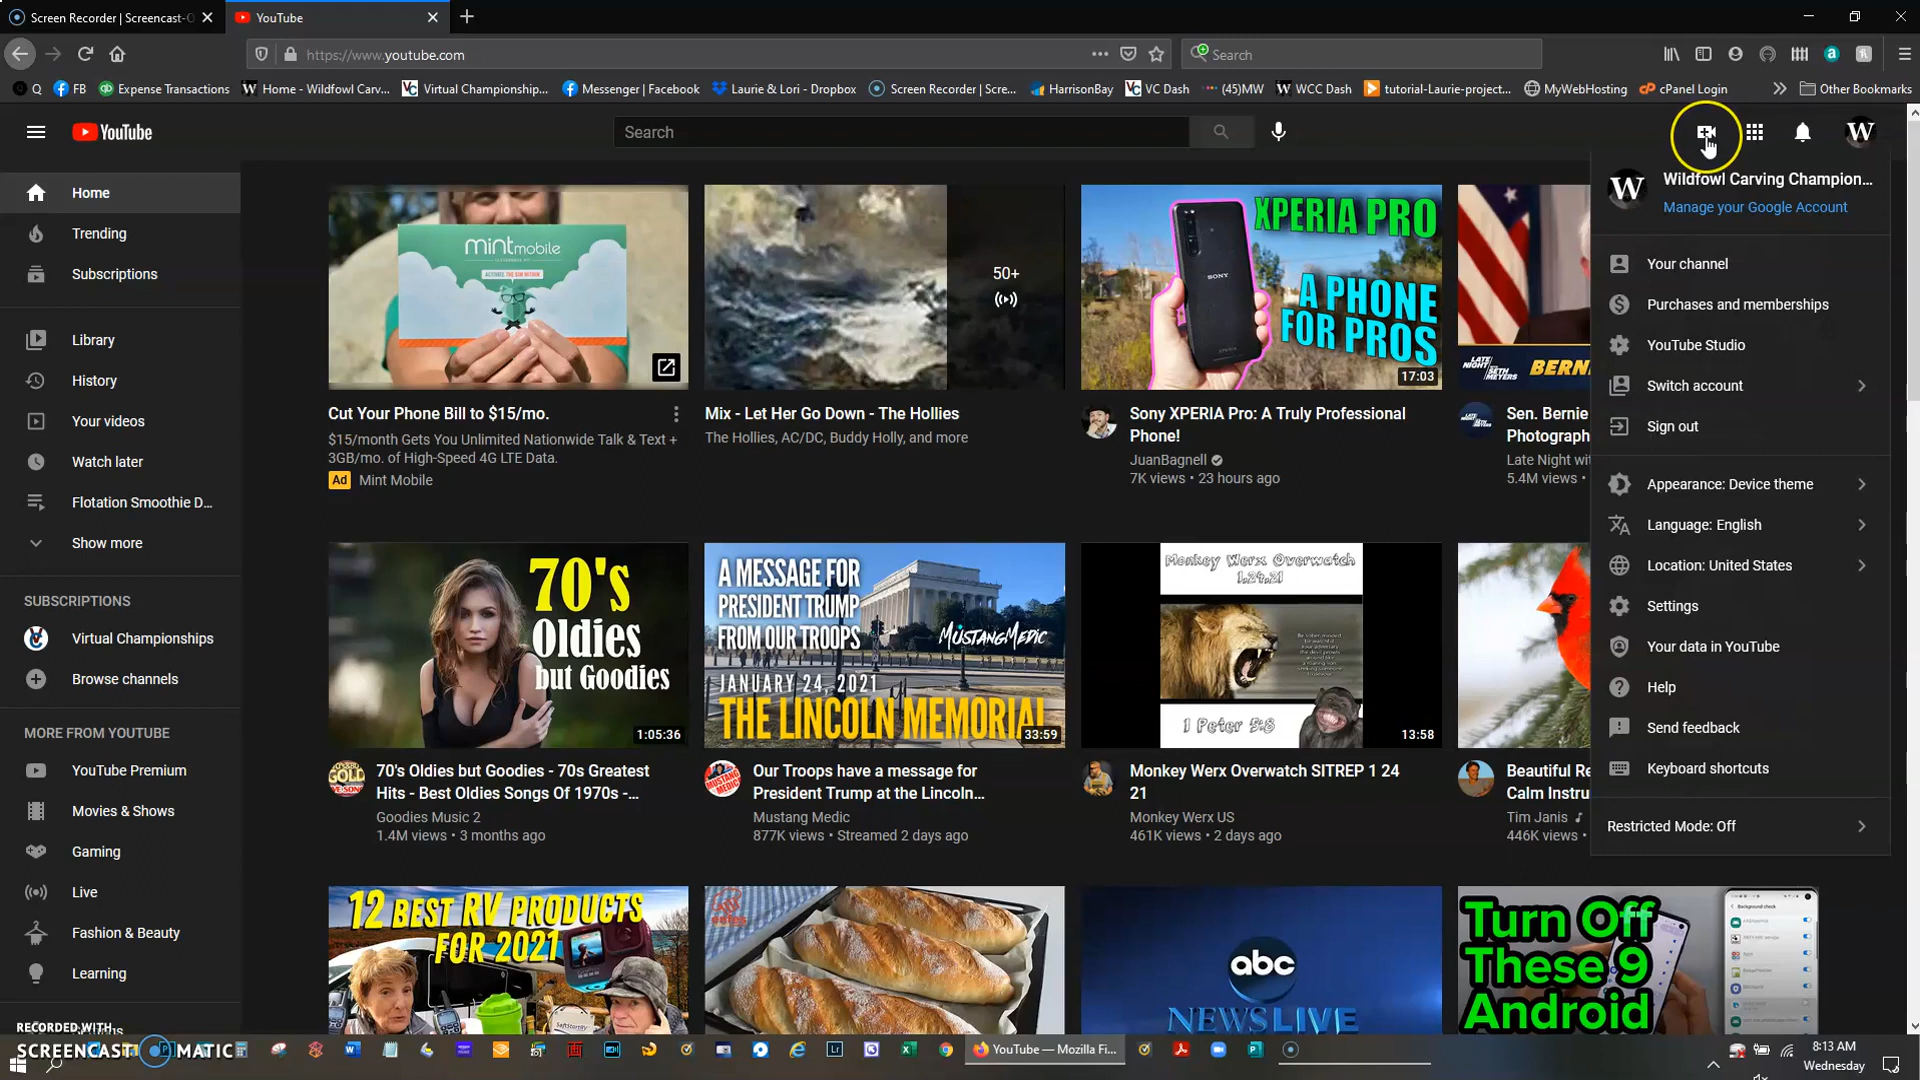 Screen Recorder | Screencast-O
YouTube
https://www.youtube.com
Search
Q
FB
Expense Transactions
Home - Wildfowl Carv...
Virtual Championship...
Messenger | Facebook
Laurie & Lori - Dropbox
Screen Recorder | Scre...
HarrisonBay
VC Dash
(45)MW
WCC Dash
tutorial-Laurie-project...
MyWebHosting
cPanel Login
Other Bookmarks
YouTube
Search
W
Home
Trending
Subscriptions
Library
History
Your videos
Watch later
Flotation Smoothie D...
Show more
SUBSCRIPTIONS
Virtual Championships
Browse channels
MORE FROM YOUTUBE
YouTube Premium
Movies & Shows
Gaming
Live
Fashion & Beauty
Learning
mintmobile
Cut Your Phone Bill to $15/mo.
$15/month Gets You Unlimited Nationwide Talk & Text +
3GB/mo. of High-Speed 4G LTE Data.
Ad Mint Mobile
50+
Mix - Let Her Go Down - The Hollies
The Hollies, AC/DC, Buddy Holly, and more
XPERIA PRO
SONY
A PHONE
FOR PROS
17:03
Sony XPERIA Pro: A Truly Professional
Phone!
JuanBagnell
7K views • 23 hours ago
LATE NIGHT
SETH MEYERS
BERN
Sen. Bernie
Photograph
Late Night wit
5.4M views •
70's
Oldies
but Goodies
1:05:36
70's Oldies but Goodies - 70s Greatest
Hits - Best Oldies Songs Of 1970s -...
Goodies Music 2
1.4M views • 3 months ago
A MESSAGE FOR
PRESIDENT TRUMP
FROM OUR TROOPS
MUSTANG MEDIC
JANUARY 24, 2021
THE LINCOLN MEMORIAL
33:59
Our Troops have a message for
President Trump at the Lincoln...
Mustang Medic
877K views • Streamed 2 days ago
Monkey Werx Overwatch
1.24.21
1 Peter 5:8
13:58
Monkey Werx Overwatch SITREP 1 24
21
Monkey Werx US
461K views • 2 days ago
Beautiful Re
Calm Instru
Tim Janis
446K views •
12 BEST RV PRODUCTS
FOR 2021
abc
NEWS LIVE
Turn Off
These 9
Android
W
Wildfowl Carving Champion...
Manage your Google Account
Your channel
Purchases and memberships
YouTube Studio
Switch account
Sign out
Appearance: Device theme
Language: English
Location: United States
Settings
Your data in YouTube
Help
Send feedback
Keyboard shortcuts
Restricted Mode: Off
RECORDED WITH
SCREENCAST MATIC
YouTube — Mozilla Fi...
8:13 AM
Wednesday